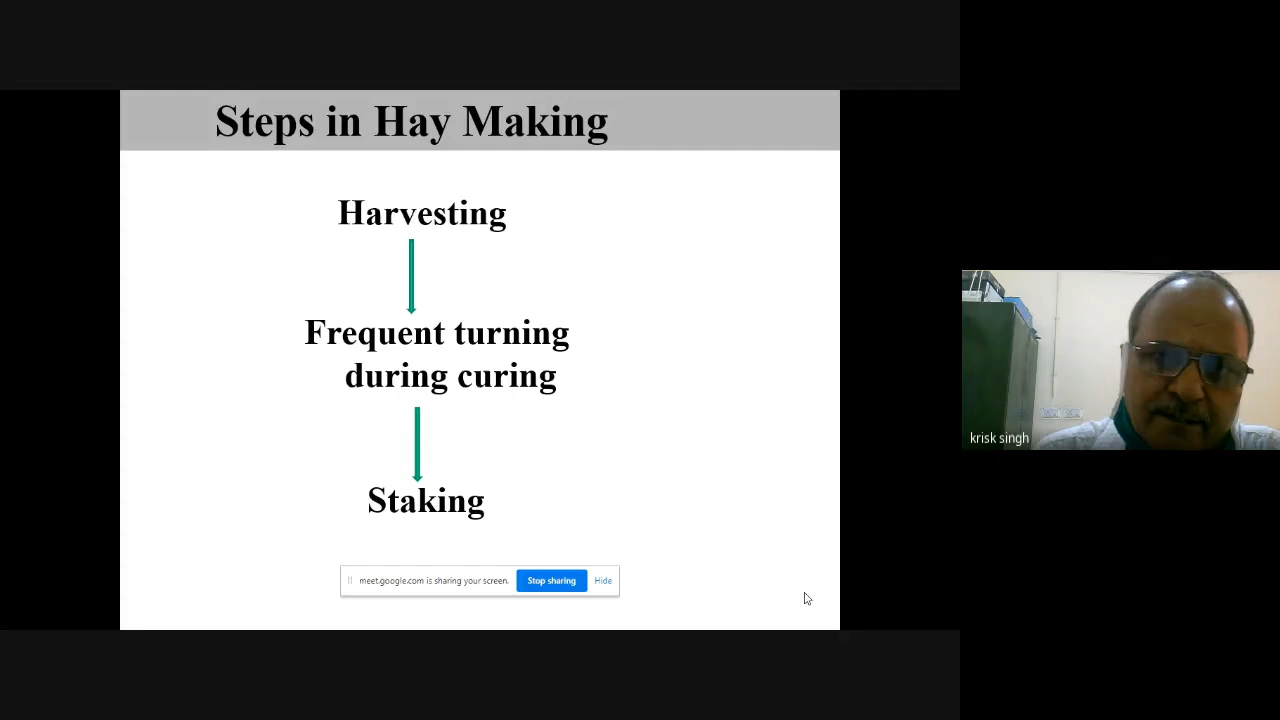 Steps in Hay Making
Harvesting
Frequent turning
during curing
Staking
meet.google.com is sharing your screen.
Stop sharing
Hide
krisk singh